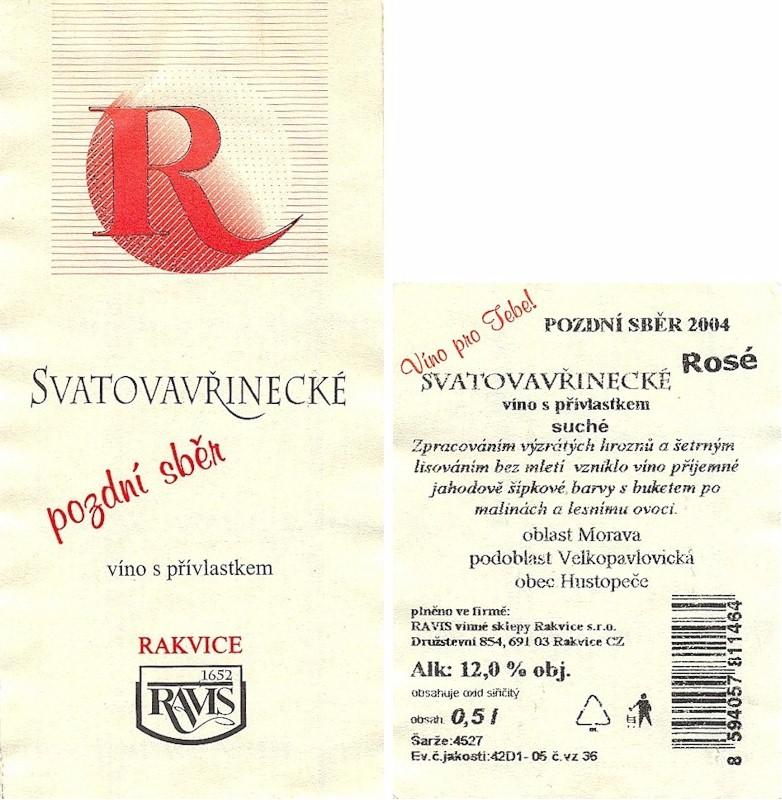 R
SVATOVAVŘINECKÉ
pozdní sběr
víno s přívlastkem
RAKVICE
1652
RAVIS
Víno pro Tebe!
POZDNÍ SBĚR 2004
Rosé
SVATOVAVŘINECKÉ
víno s přívlastkem
suché
Zpracováním výzrátých hroznů a šetrným
lisováním bez mletí vzniklo víno příjemné
jahodově šípkové barvy s buketem po
malinách a lesnímu ovoci.
oblast Morava
podoblast Velkopavlovická
obec Hustopeče
plněno ve firmě:
RAVIS vinné sklepy Rakvice s.r.o.
Družstevní 854, 691 03 Rakvice CZ
Alk: 12,0 % obj.
obsahuje oxid siřičitý
obsah 0,5 l
Šarže:4527
Ev.č.jakosti:42D1- 05 č.vz 36
8 594057 811464